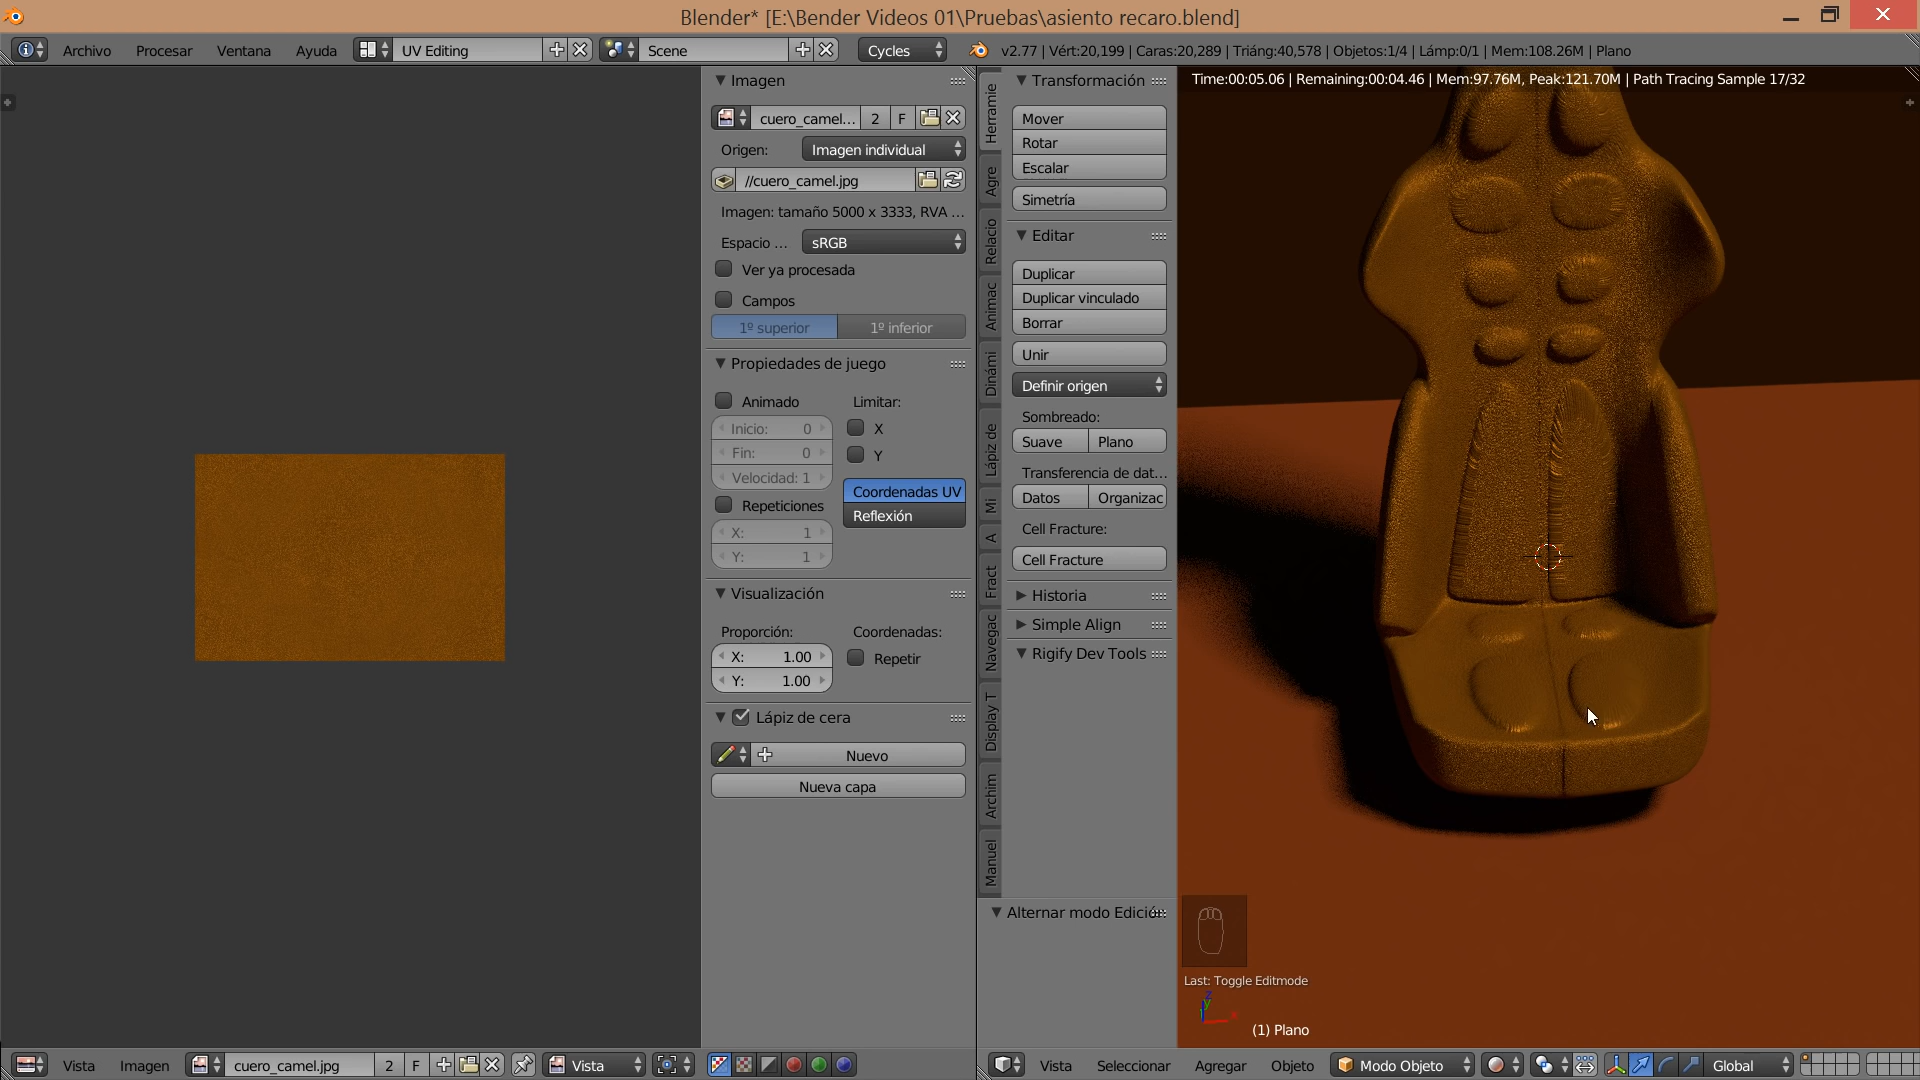 Blender* [E:\Bender Videos 01\Pruebas\asiento recaro.blend]
Archivo Procesar Ventana Ayuda UV Editing Scene Cycles v2.77 | Vért:20,199 | Caras:20,289 | Triáng:40,578 | Objetos:1/4 | Lámp:0/1 | Mem:108.26M | Plano
Imagen
cuero_camel... 2 F
Origen: Imagen individual
//cuero_camel.jpg
Imagen: tamaño 5000 x 3333, RVA ...
Espacio ... sRGB
Ver ya procesada
Campos
1º superior 1º inferior
Propiedades de juego
Animado Limitar:
Inicio: 0 X
Fin: 0 Y
Velocidad: 1
Coordenadas UV
Repeticiones Reflexión
X: 1
Y: 1
Visualización
Proporción: Coordenadas:
X: 1.00 Repetir
Y: 1.00
Lápiz de cera
Nuevo
Nueva capa
Herramie
Agre
Relacio
Animac
Dinámi
Lápiz de
Mi
A
Fract
Navegac
Display T
Archim
Manuel
Transformación
Mover
Rotar
Escalar
Simetría
Editar
Duplicar
Duplicar vinculado
Borrar
Unir
Definir origen
Sombreado:
Suave Plano
Transferencia de dat...
Datos Organizac
Cell Fracture:
Cell Fracture
Historia
Simple Align
Rigify Dev Tools
Alternar modo Edición
Time:00:05.06 | Remaining:00:04.46 | Mem:97.76M, Peak:121.70M | Path Tracing Sample 17/32
Last: Toggle Editmode
z
y
x
(1) Plano
Vista Imagen cuero_camel.jpg 2 F Vista
Vista Seleccionar Agregar Objeto Modo Objeto Global